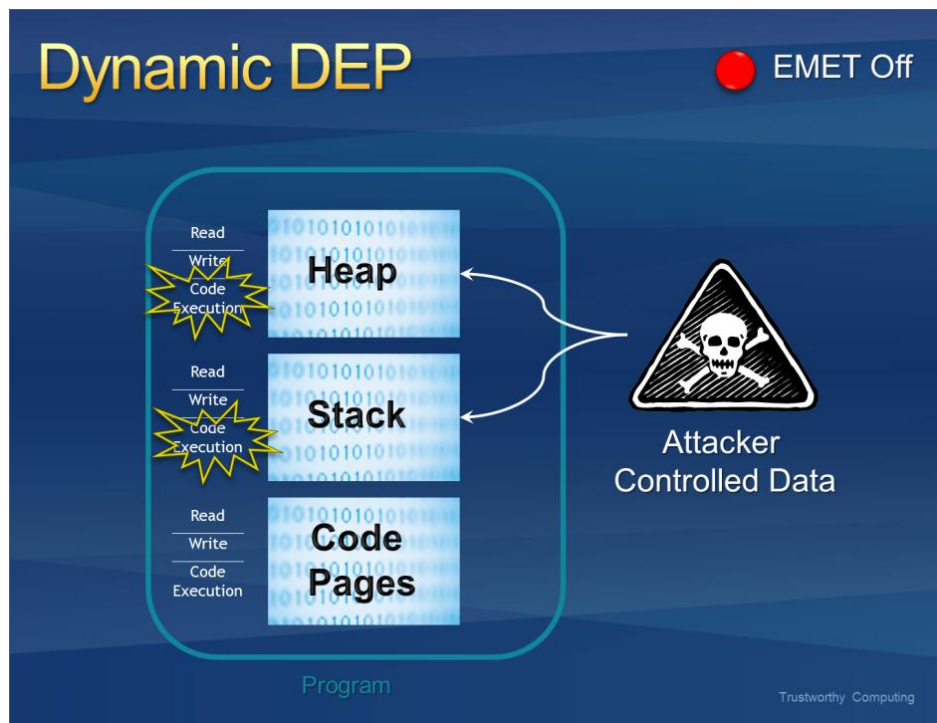 Dynamic DEP
EMET Off
Read
Write
Code
Execution
Heap
Read
Write
Code
Execution
Stack
Read
Write
Code
Execution
Code
Pages
Attacker
Controlled Data
Program
Trustworthy Computing